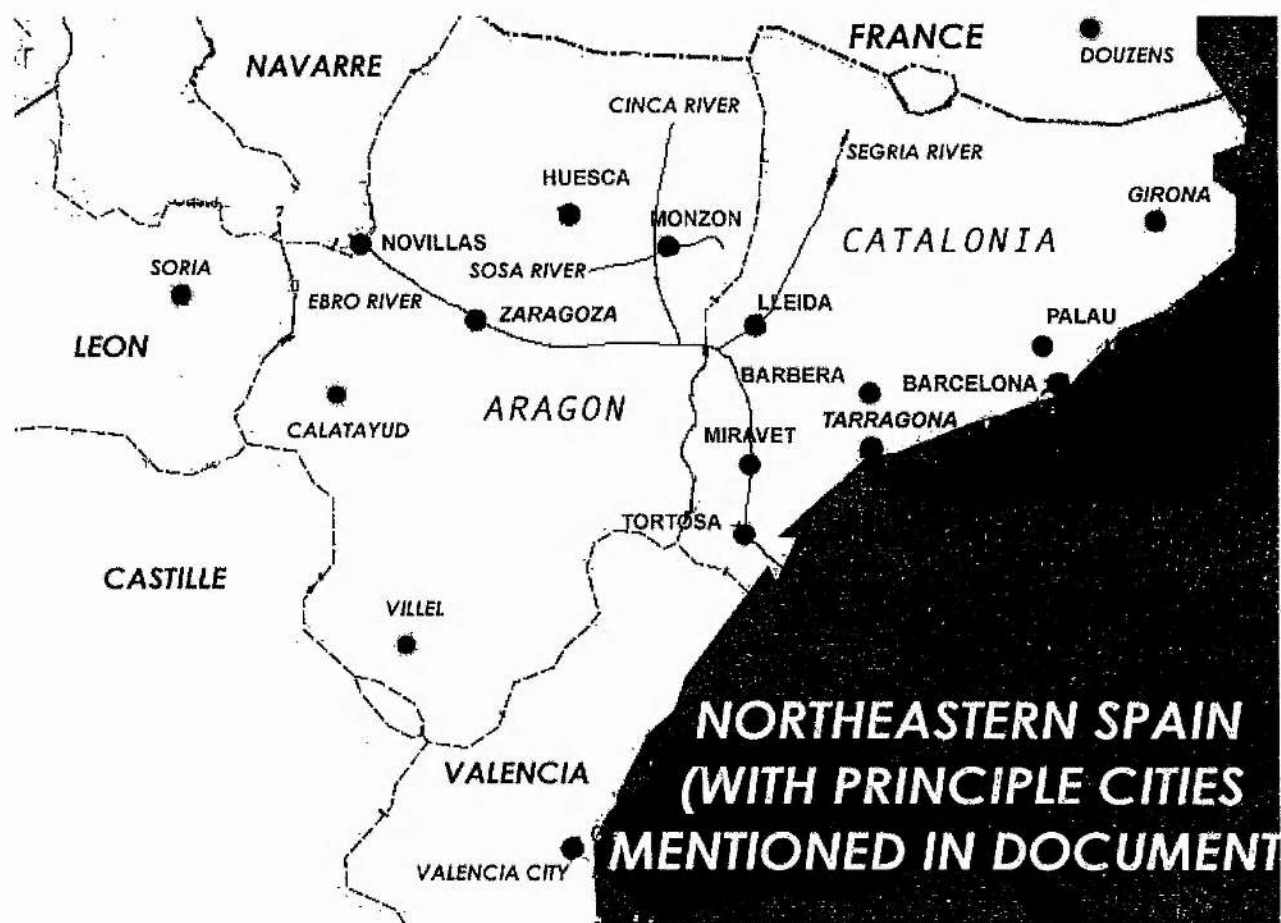 FRANCE
DOUZENS
NAVARRE
CINCA RIVER
SEGRIA RIVER
HUESCA
GIRONA
MONZON
NOVILLAS
CATALONIA
SOSA RIVER
SORIA
EBRO RIVER
ZARAGOZA
LLEIDA
PALAU
LEON
BARBERA
BARCELONA
ARAGON
TARRAGONA
CALATAYUD
MIRAVET
TORTOSA
CASTILLE
VILLEL
NORTHEASTERN SPAIN
(WITH PRINCIPLE CITIES
VALENCIA
MENTIONED IN DOCUMENT
VALENCIA CITY